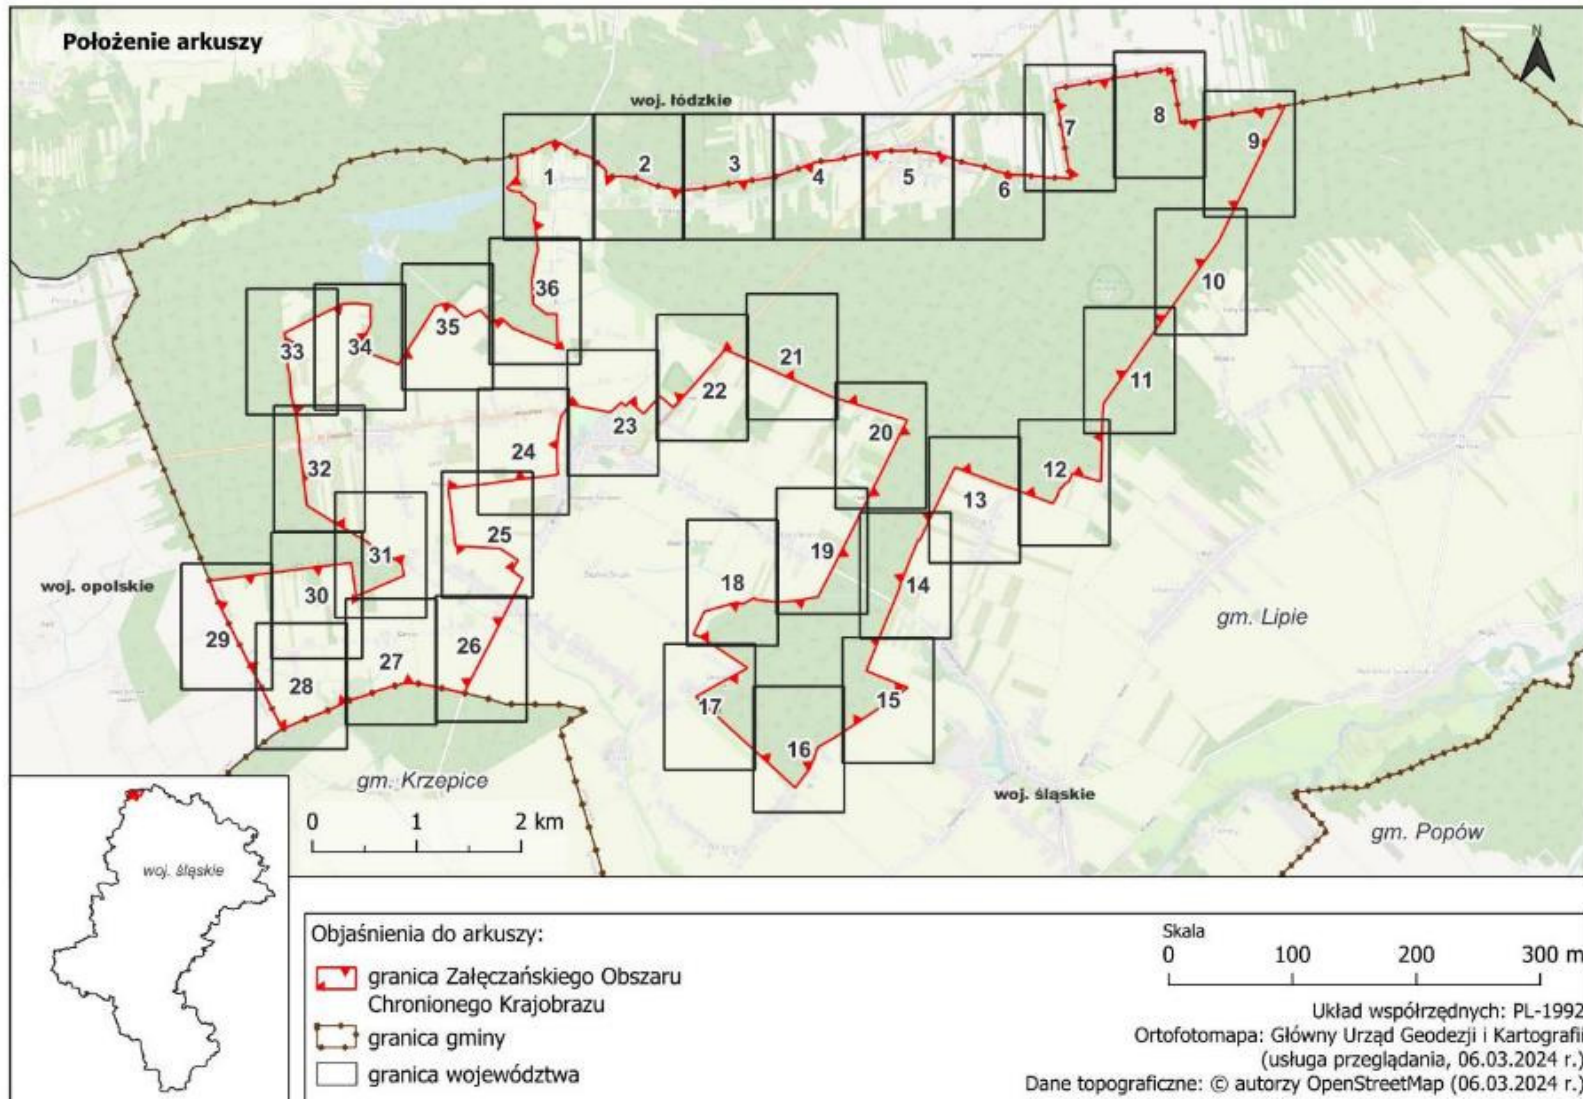 Położenie arkuszy
N
woj. łódzkie
1
2
3
4
5
6
7
8
9
10
11
12
13
14
15
16
17
18
19
20
21
22
23
24
25
26
27
28
29
30
31
32
33
34
35
36
woj. opolskie
gm. Lipie
gm. Krzepice
woj. śląskie
gm. Popów
0 1 2 km
woj. śląskie
Objaśnienia do arkuszy:
granica Załęczańskiego Obszaru
Chronionego Krajobrazu
granica gminy
granica województwa
Skala
0 100 200 300 m
Układ współrzędnych: PL-1992
Ortofotomapa: Główny Urząd Geodezji i Kartografii
(usługa przeglądania, 06.03.2024 r.)
Dane topograficzne: © autorzy OpenStreetMap (06.03.2024 r.)